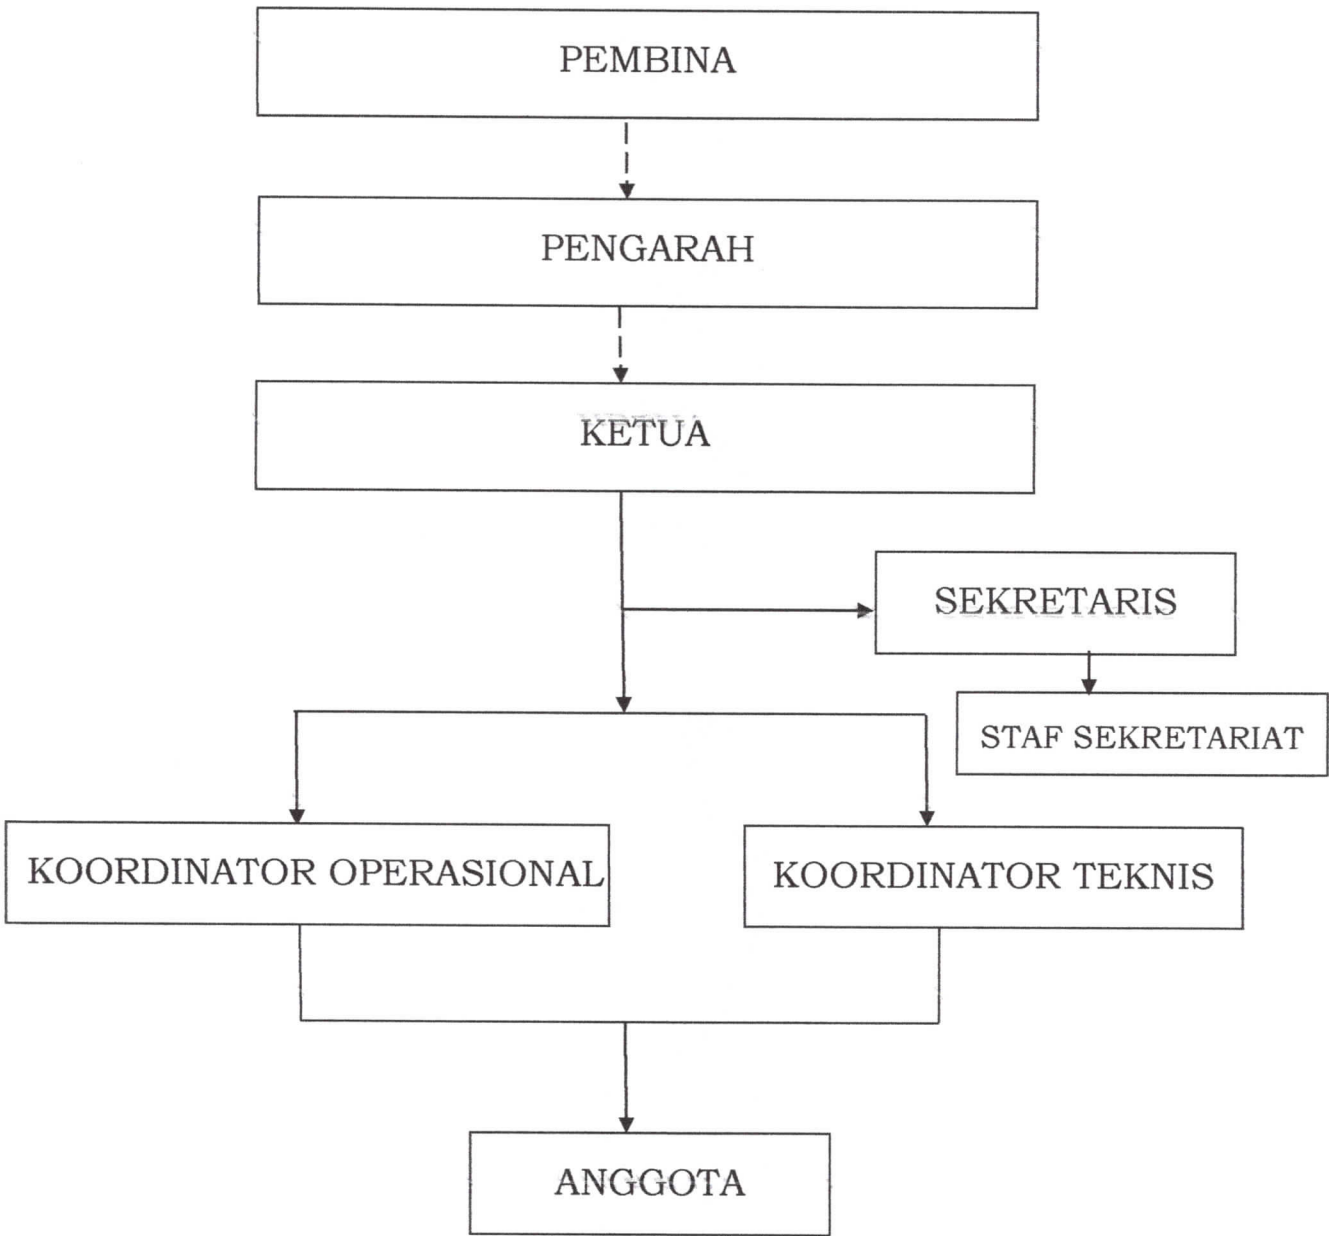 PEMBINA
PENGARAH
KETUA
SEKRETARIS
STAF SEKRETARIAT
KOORDINATOR OPERASIONAL
KOORDINATOR TEKNIS
ANGGOTA